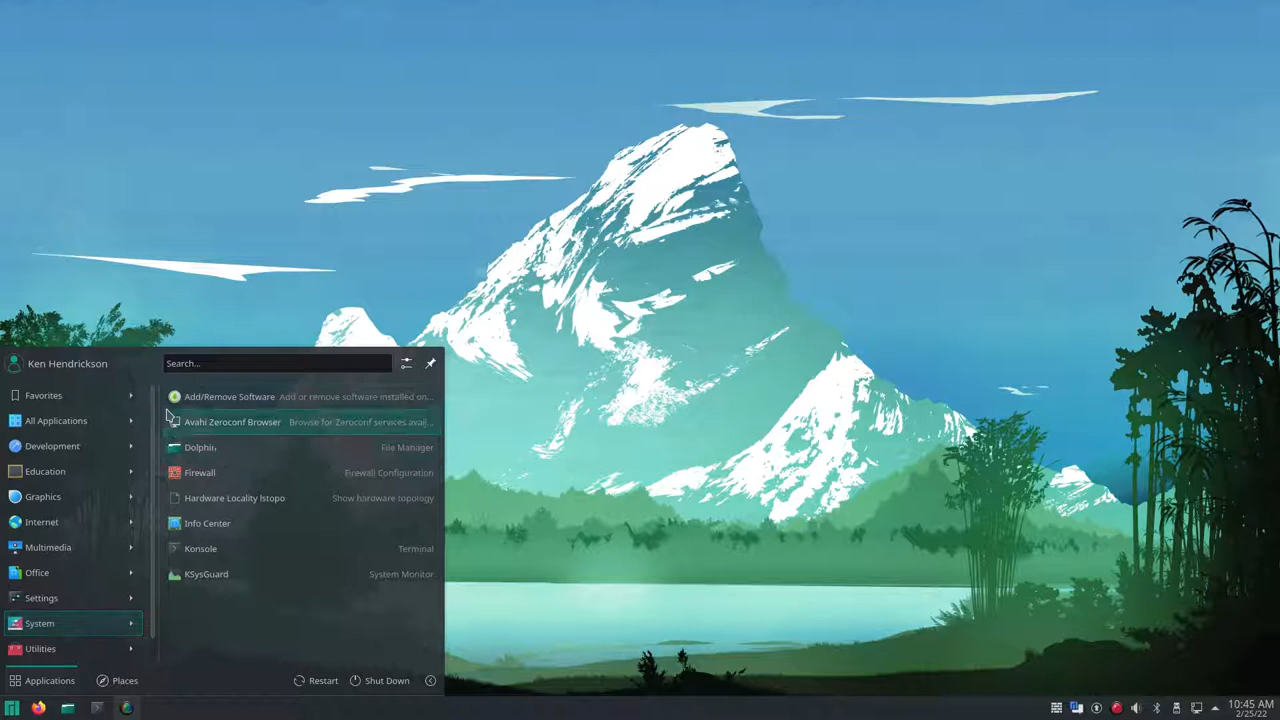 Ken Hendrickson
Search...
Favorites
All Applications
Development
Education
Graphics
Internet
Multimedia
Office
Settings
System
Utilities
Add/Remove Software Add or remove software installed on...
Avahi Zeroconf Browser Browse for Zeroconf services avail...
Dolphin File Manager
Firewall Firewall Configuration
Hardware Locality lstopo Show hardware topology
Info Center
Konsole Terminal
KSysGuard System Monitor
Applications Places Restart Shut Down
10:45 AM
2/25/22